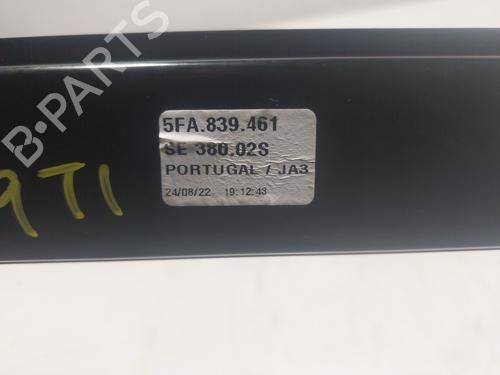 B-PARTS
5FA.839.461
SE 380.02S
PORTUGAL / JA3
24/08/22 19:12:43
9TI